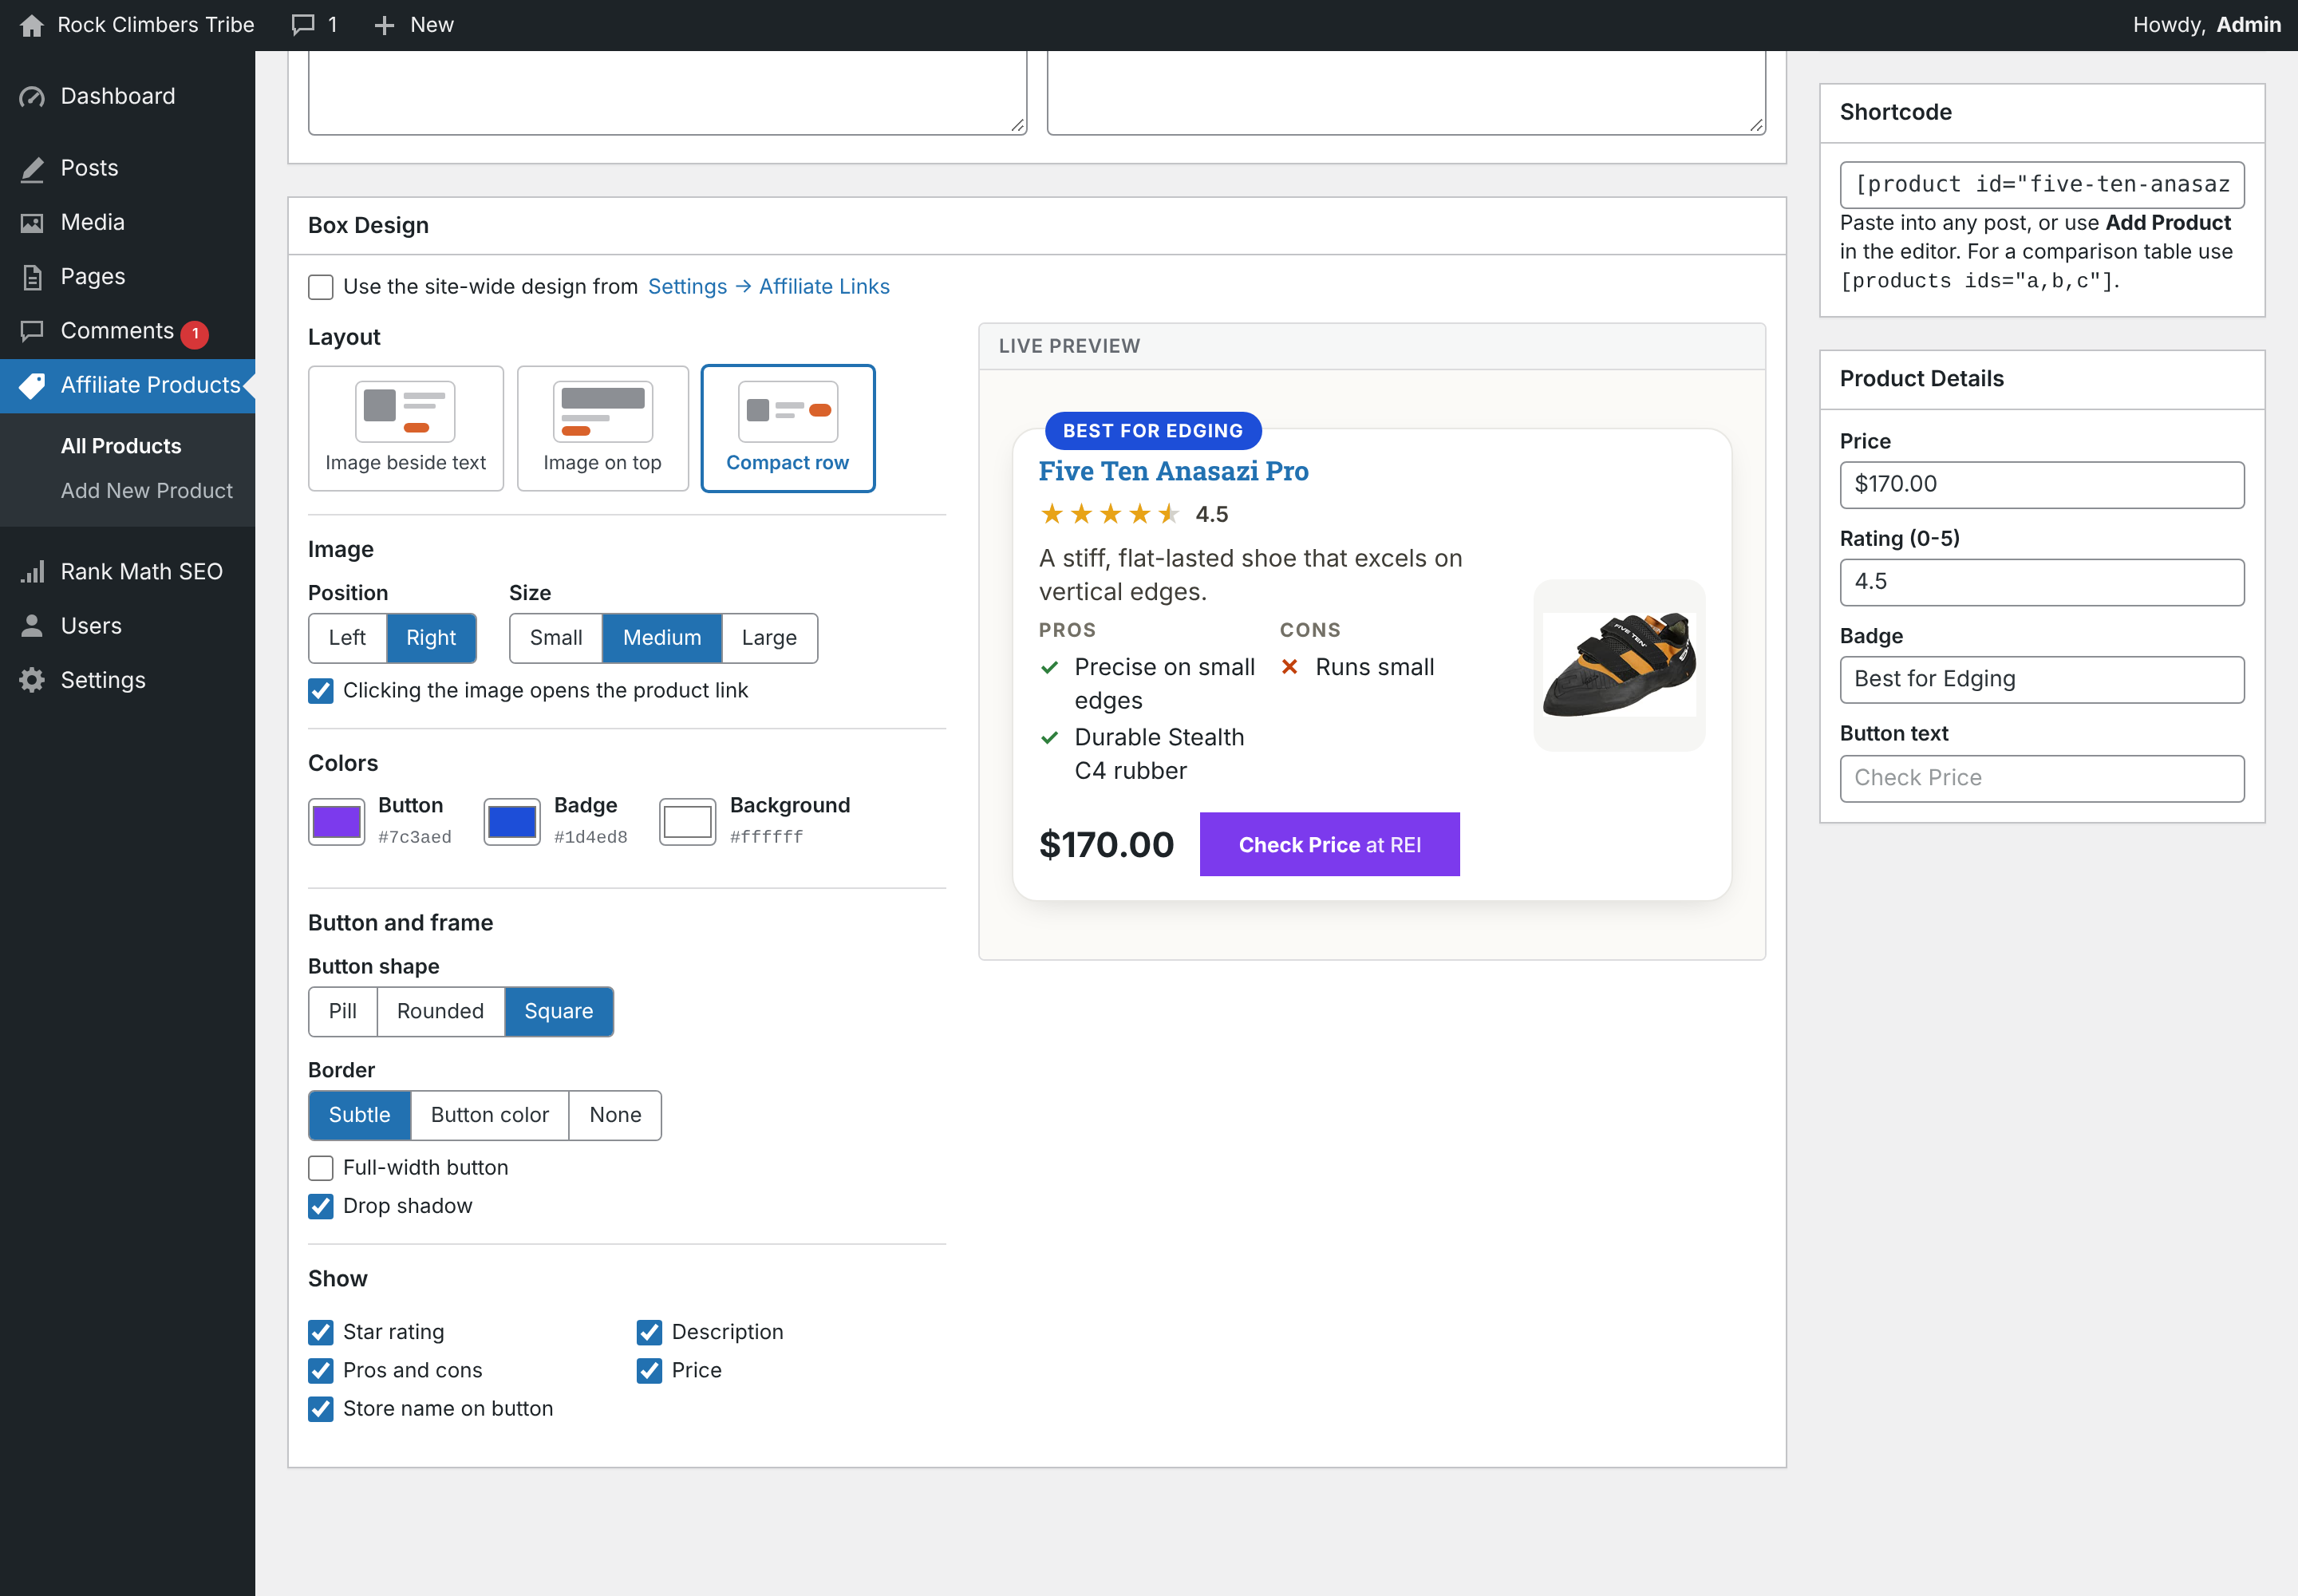 Rock Climbers Tribe
1
New
Howdy, Admin
Dashboard
Posts
Media
Pages
Comments 1
Affiliate Products
All Products
Add New Product
Rank Math SEO
Users
Settings
Box Design
Use the site-wide design from Settings → Affiliate Links
Layout
Image beside text
Image on top
Compact row
Image
Position
Size
Left
Right
Small
Medium
Large
Clicking the image opens the product link
Colors
Button
#7c3aed
Badge
#1d4ed8
Background
#ffffff
Button and frame
Button shape
Pill
Rounded
Square
Border
Subtle
Button color
None
Full-width button
Drop shadow
Show
Star rating
Description
Pros and cons
Price
Store name on button
LIVE PREVIEW
BEST FOR EDGING
Five Ten Anasazi Pro
4.5
A stiff, flat-lasted shoe that excels on
vertical edges.
PROS
Precise on small
edges
Durable Stealth
C4 rubber
CONS
Runs small
FIVE TEN
$170.00
Check Price at REI
Shortcode
[product id="five-ten-anasaz
Paste into any post, or use Add Product
in the editor. For a comparison table use
[products ids="a,b,c"].
Product Details
Price
$170.00
Rating (0-5)
4.5
Badge
Best for Edging
Button text
Check Price